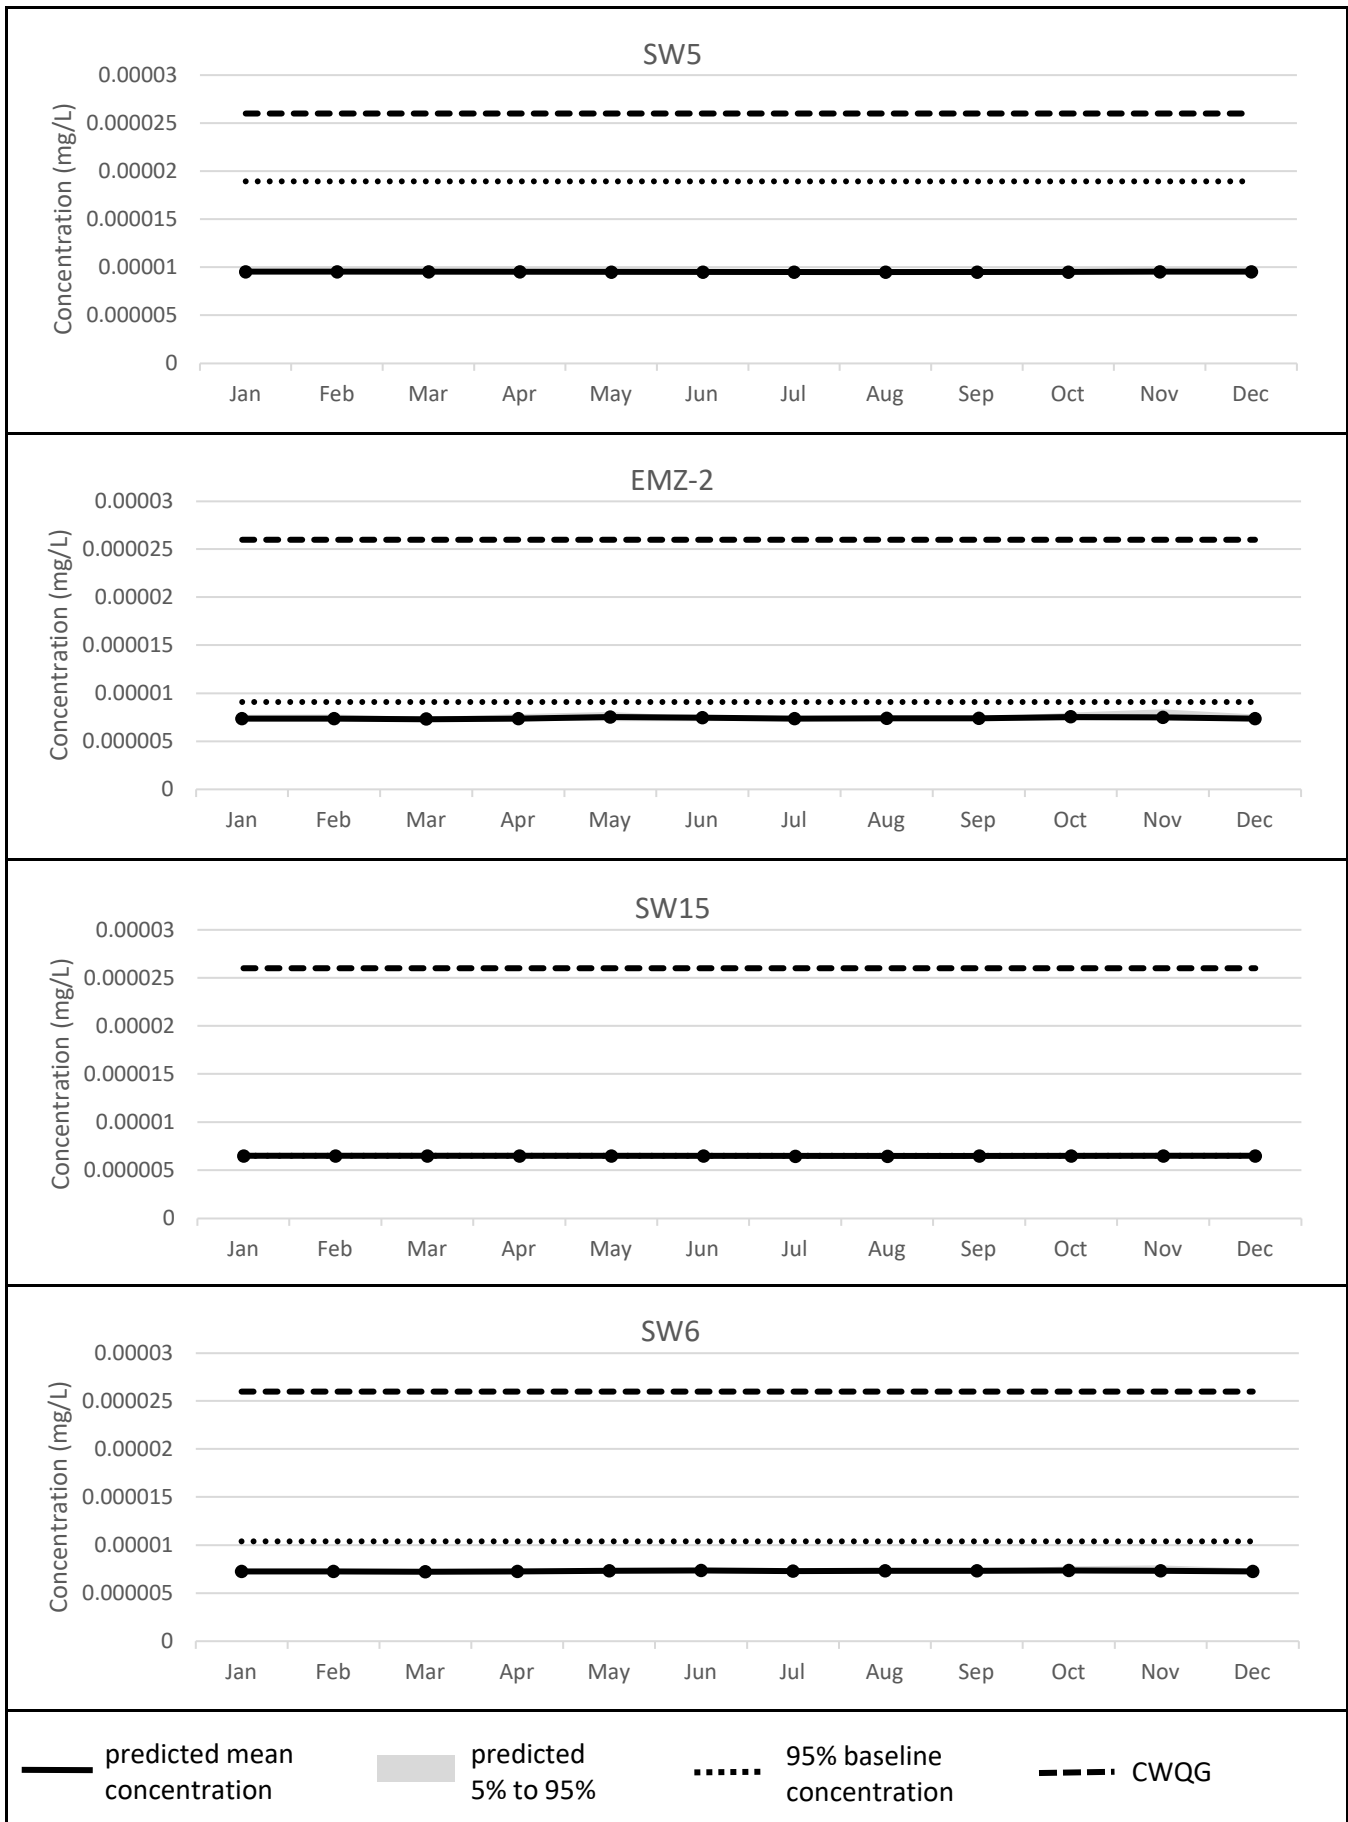 SW5
Concentration (mg/L)
0.00003
0.000025
0.00002
0.000015
0.00001
0.000005
0
Jan Feb Mar Apr May Jun Jul Aug Sep Oct Nov Dec
EMZ-2
Concentration (mg/L)
0.00003
0.000025
0.00002
0.000015
0.00001
0.000005
0
Jan Feb Mar Apr May Jun Jul Aug Sep Oct Nov Dec
SW15
Concentration (mg/L)
0.00003
0.000025
0.00002
0.000015
0.00001
0.000005
0
Jan Feb Mar Apr May Jun Jul Aug Sep Oct Nov Dec
SW6
Concentration (mg/L)
0.00003
0.000025
0.00002
0.000015
0.00001
0.000005
0
Jan Feb Mar Apr May Jun Jul Aug Sep Oct Nov Dec
predicted mean
concentration
predicted
5% to 95%
95% baseline
concentration
CWQG